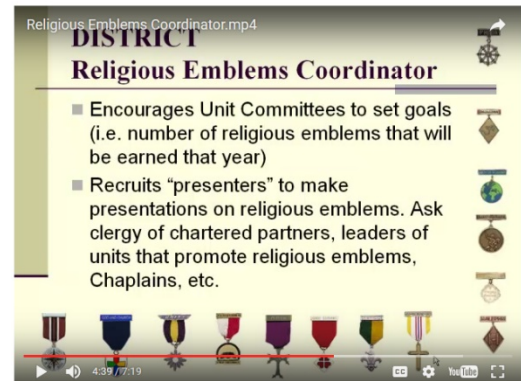 Religious Emblems Coordinator.mp4
DISTRICT
Religious Emblems Coordinator
Encourages Unit Committees to set goals
(i.e. number of religious emblems that will
be earned that year)
Recruits “presenters” to make
presentations on religious emblems. Ask
clergy of chartered partners, leaders of
units that promote religious emblems,
Chaplains, etc.
4:39 / 7:19
CC
YouTube